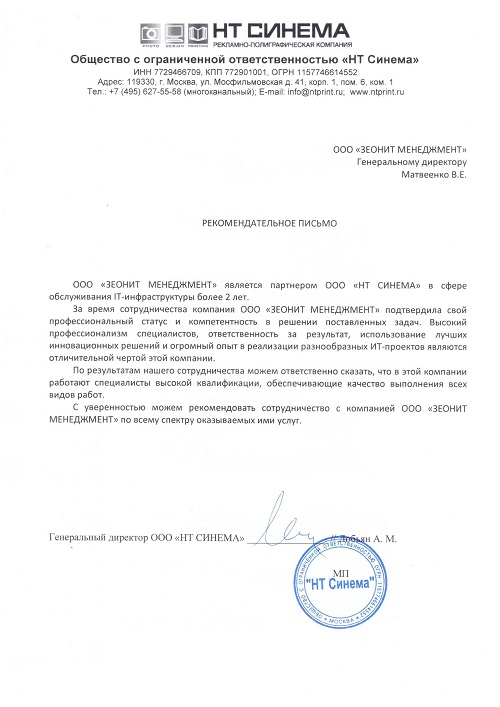 НТ СИНЕМА
PHOTO DESIGN PRINTING РЕКЛАМНО-ПОЛИГРАФИЧЕСКАЯ КОМПАНИЯ
Общество с ограниченной ответственностью «НТ Синема»
ИНН 7729466709, КПП 772901001, ОГРН 1157746614552
Адрес: 119330, г. Москва, ул. Мосфильмовская д. 41, корп. 1, пом. 6, ком. 1
Тел.: +7 (495) 627-55-58 (многоканальный); E-mail: info@ntprint.ru; www.ntprint.ru
ООО «ЗЕОНИТ МЕНЕДЖМЕНТ»
Генеральному директору
Матвеенко В.Е.
РЕКОМЕНДАТЕЛЬНОЕ ПИСЬМО
ООО «ЗЕОНИТ МЕНЕДЖМЕНТ» является партнером ООО «НТ СИНЕМА» в сфере
обслуживания IT-инфраструктуры более 2 лет.
За время сотрудничества компания ООО «ЗЕОНИТ МЕНЕДЖМЕНТ» подтвердила свой
профессиональный статус и компетентность в решении поставленных задач. Высокий
профессионализм специалистов, ответственность за результат, использование лучших
инновационных решений и огромный опыт в реализации разнообразных ИТ-проектов являются
отличительной чертой этой компании.
По результатам нашего сотрудничества можем ответственно сказать, что в этой компании
работают специалисты высокой квалификации, обеспечивающие качество выполнения всех
видов работ.
С уверенностью можем рекомендовать сотрудничество с компанией ООО «ЗЕОНИТ
МЕНЕДЖМЕНТ» по всему спектру оказываемых ими услуг.
Генеральный директор ООО «НТ СИНЕМА» // Добьян А. М.
МП
"НТ Синема"
ОБЩЕСТВО С ОГРАНИЧЕННОЙ ОТВЕТСТВЕННОСТЬЮ ОГРН 1157746614552
* МОСКВА *